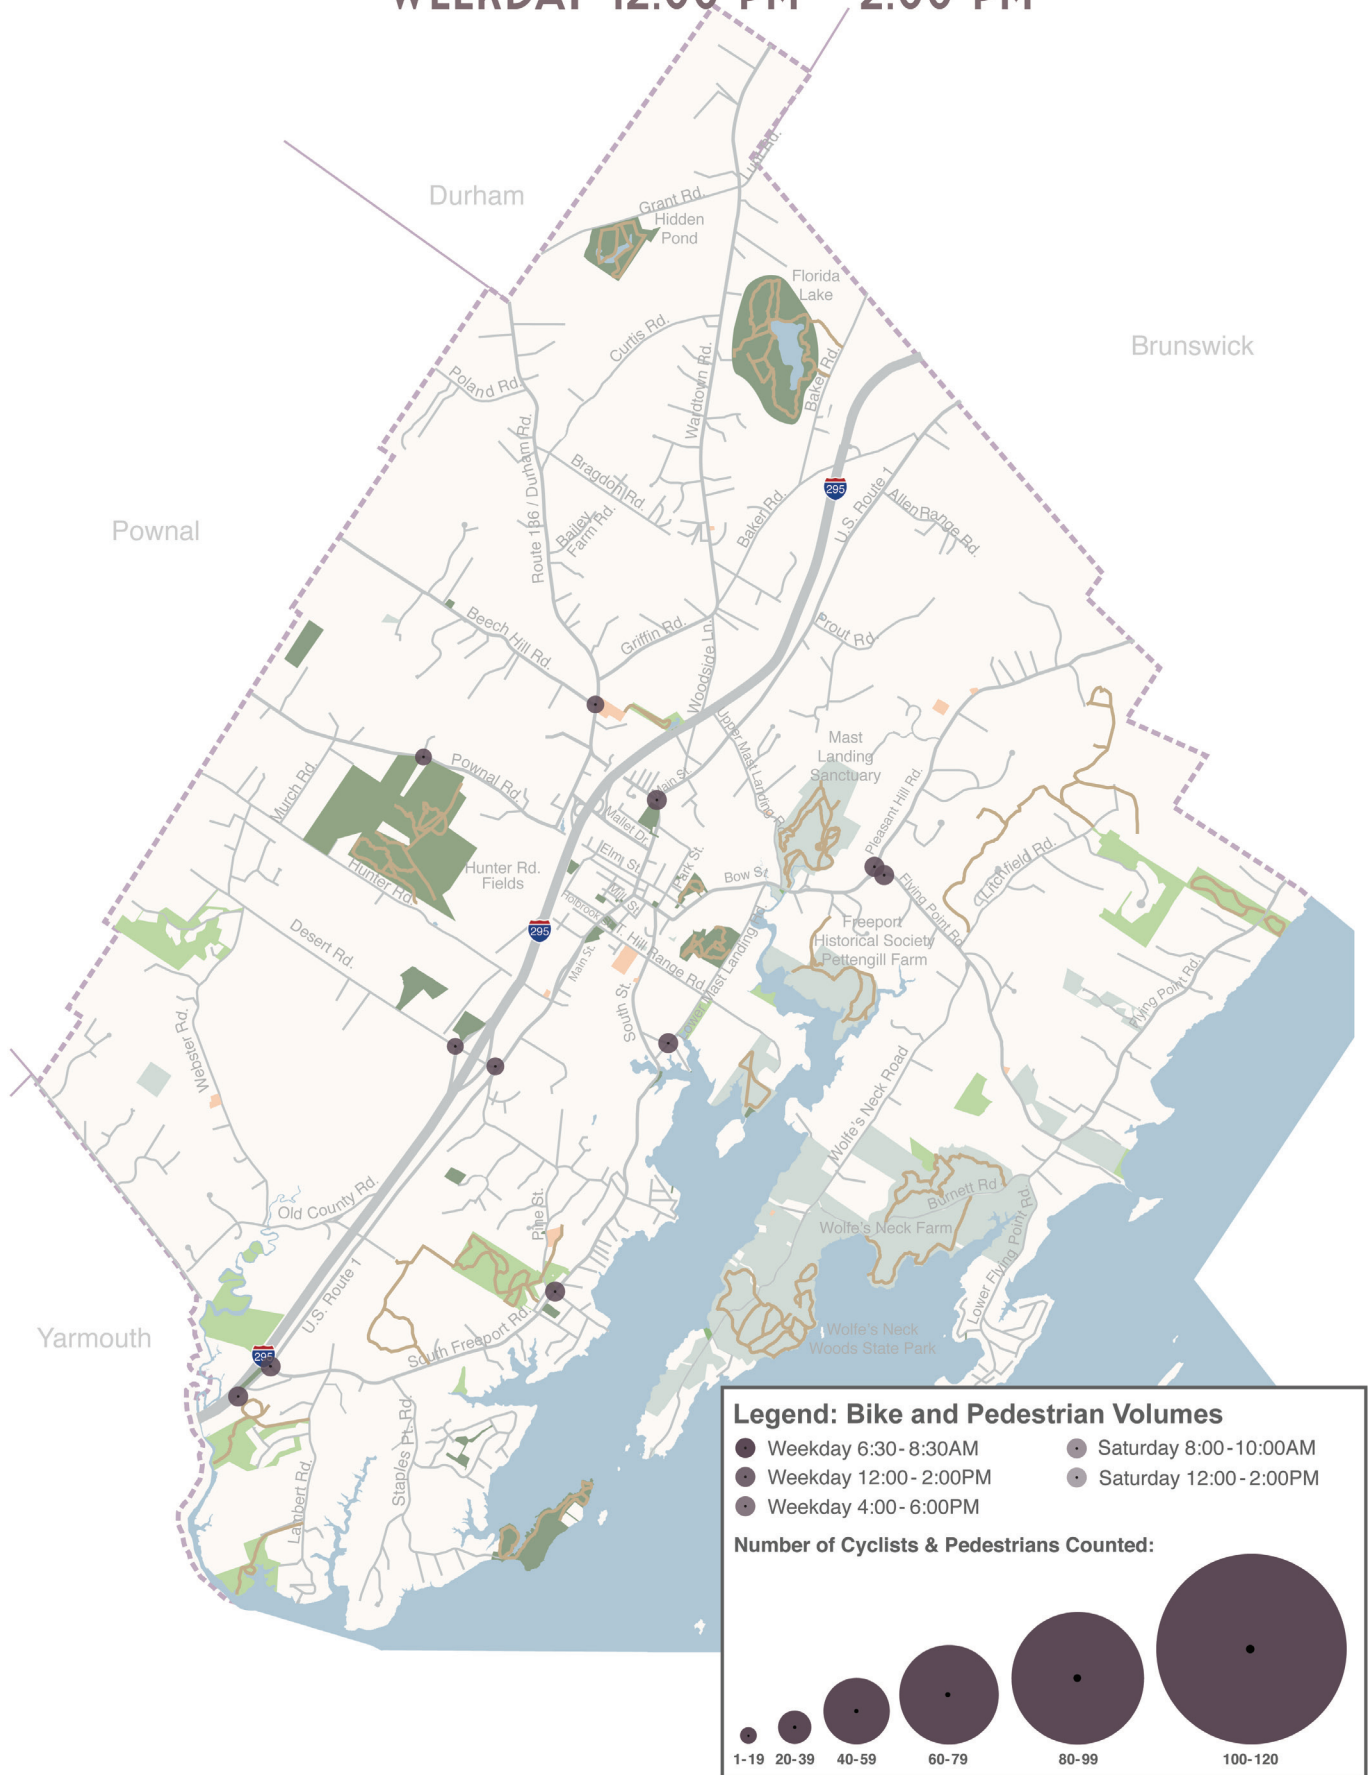 WEEKDAY 12:00 PM - 2:00 PM
Durham
Lunt Rd.
Grant Rd.
Hidden
Pond
Florida
Lake
Brunswick
Curtis Rd.
Wardtown Rd.
Baker Rd.
Poland Rd.
Route 136 / Durham Rd.
Bragdon Rd.
Bailey
Farm Rd.
Baker Rd.
295
U.S. Route 1
Allen Range Rd.
Pownal
Beech Hill Rd.
Griffin Rd.
Woodside Ln.
Prout Rd.
Upper Mast Landing Rd.
Mast
Landing
Sanctuary
Murch Rd.
Pownal Rd.
Main St.
Mallet Dr.
Pleasant Hill Rd.
Hunter Rd.
Hunter Rd.
Fields
Elm St.
Park St.
Bow St.
Litchfield Rd.
Mill St.
Holbrook
Flying Point Rd.
Desert Rd.
295
T. Hill
Range Rd.
Main St.
Lower Mast Landing Rd.
Freeport
Historical Society
Pettengill Farm
Flying Point Rd.
South St.
Webster Rd.
Wolfe's Neck Road
Old County Rd.
Pine St.
Burnett Rd
Wolfe's Neck Farm
Lower Flying Point Rd.
U.S. Route 1
Yarmouth
South Freeport Rd.
Wolfe's Neck
Woods State Park
295
Lambert Rd.
Staples Pt. Rd.
Legend: Bike and Pedestrian Volumes
Weekday 6:30-8:30AM
Saturday 8:00-10:00AM
Weekday 12:00-2:00PM
Saturday 12:00-2:00PM
Weekday 4:00-6:00PM
Number of Cyclists & Pedestrians Counted:
1-19 20-39 40-59 60-79 80-99 100-120